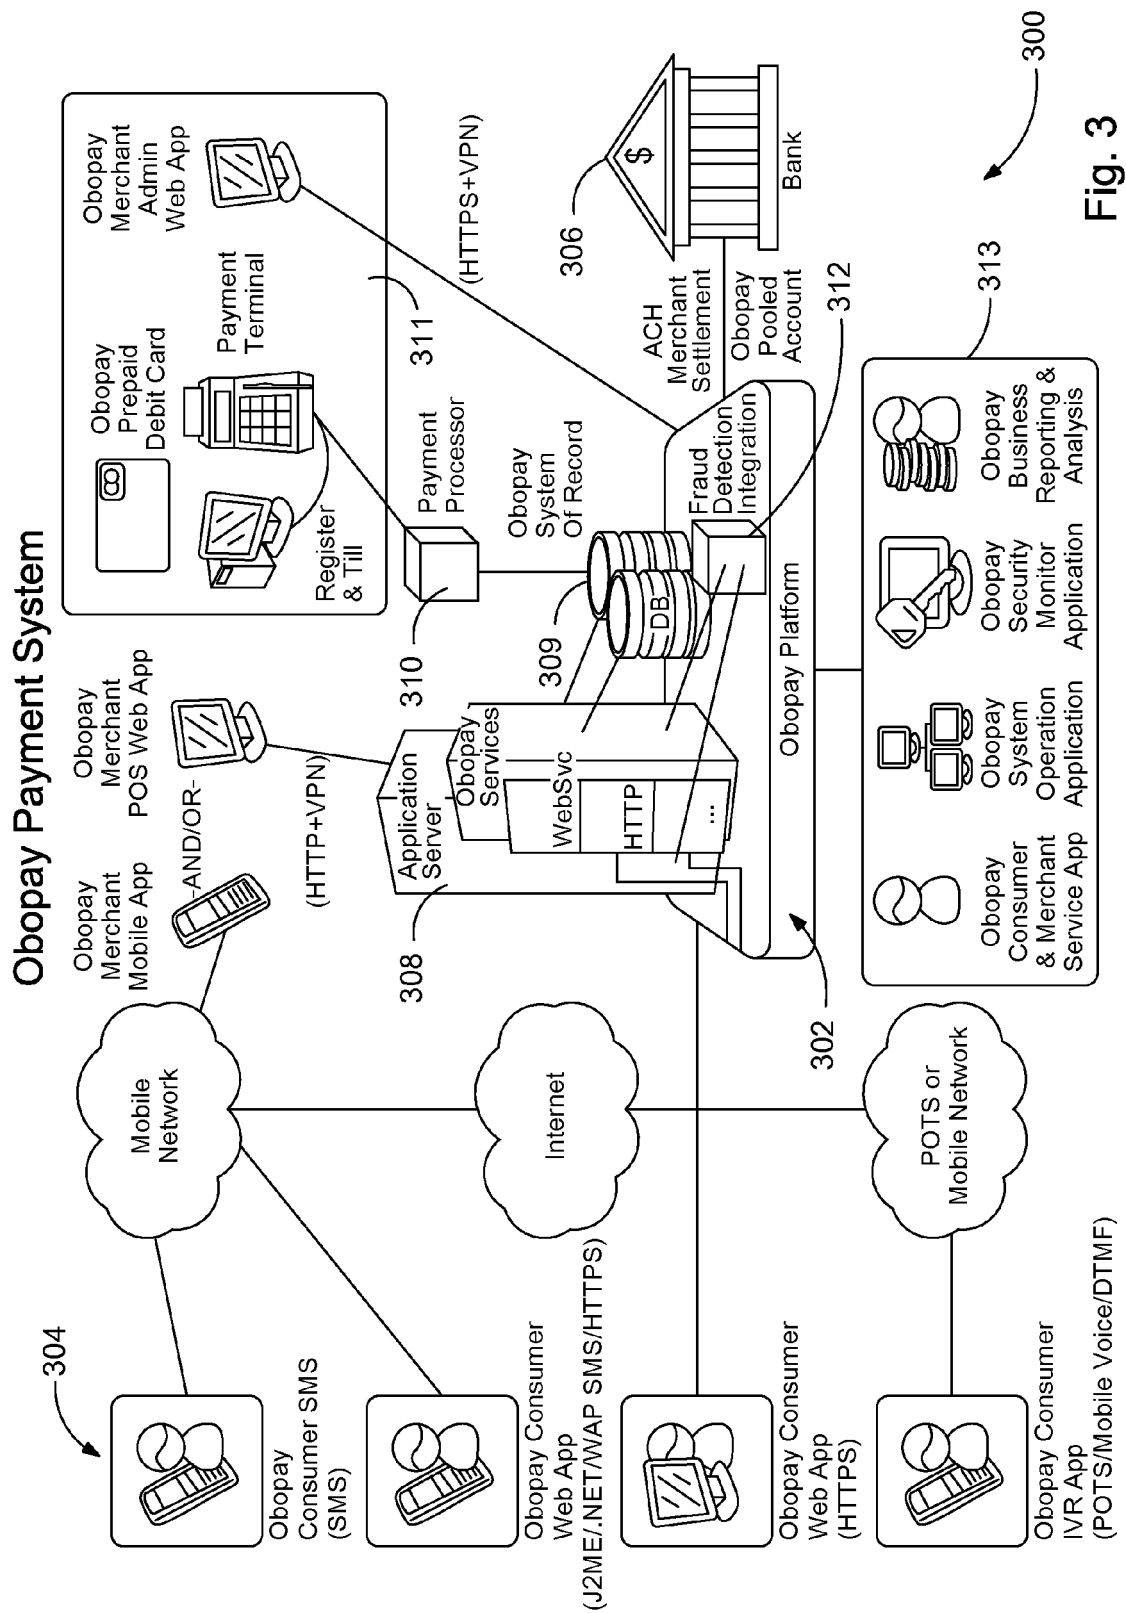 Obopay Payment System
Obopay
Merchant
Mobile App
-AND/OR-
Obopay
Merchant
POS Web App
(HTTP+VPN)
Obopay
Prepaid
Debit Card
Register
& Till
Payment
Terminal
Obopay
Merchant
Admin
Web App
311
(HTTPS+VPN)
304
Obopay
Consumer SMS
(SMS)
Obopay Consumer
Web App
(J2ME/.NET/WAP SMS/HTTPS)
Obopay Consumer
Web App
(HTTPS)
Obopay Consumer
IVR App
(POTS/Mobile Voice/DTMF)
Mobile
Network
Internet
POTS or
Mobile Network
308
Application
Server
Obopay
Services
WebSvc
HTTP
...
310
Payment
Processor
309
Obopay
System
Of Record
DB
Fraud
Detection
Integration
312
Obopay Platform
302
ACH
Merchant
Settlement
Obopay
Pooled
Account
306
$
Bank
Obopay
Consumer
& Merchant
Service App
Obopay
System
Operation
Application
Obopay
Security
Monitor
Application
Obopay
Business
Reporting &
Analysis
313
300
Fig. 3